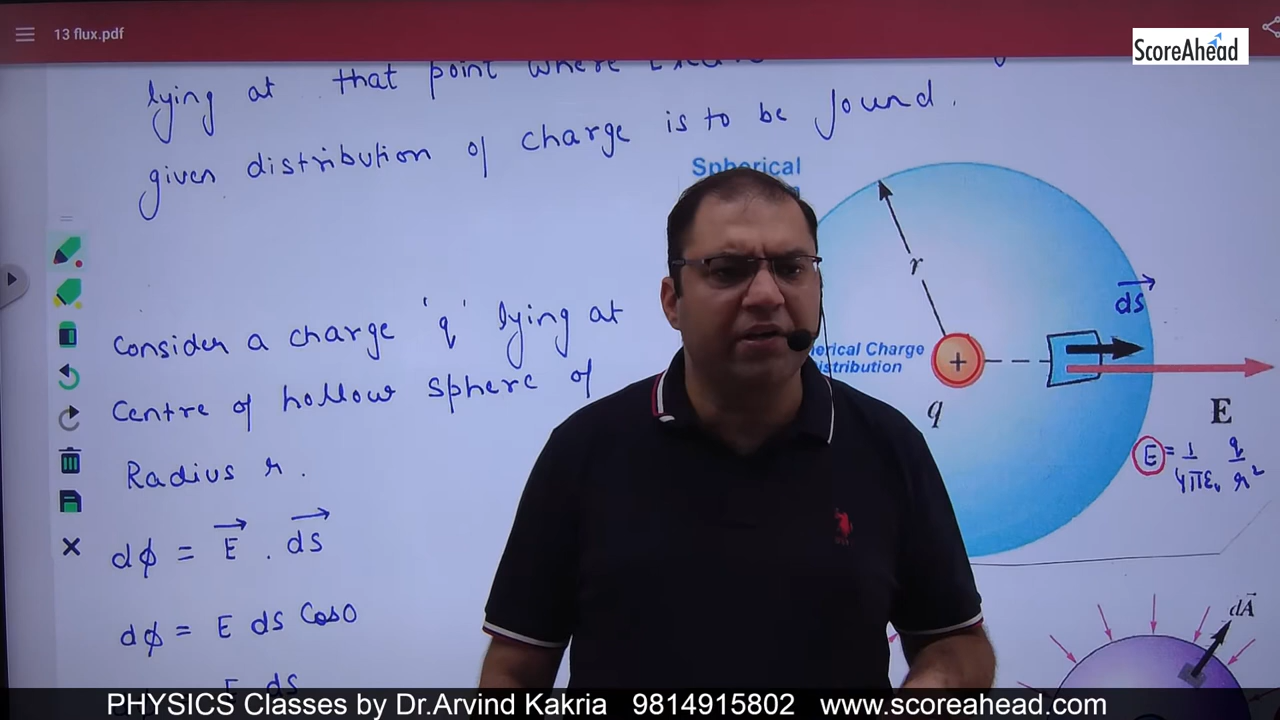 13 flux.pdf
ScoreAhead
lying at that point where
given distribution of charge is to be found.
Spherical
r
ds
Consider a charge 'q' lying at
erical Charge
istribution
+
Centre of hollow sphere of
q
E
Radius r.
E = 1/4πε₀ q/r²
dφ = E . ds
dA
dφ = E ds Cos0
E ds
PHYSICS Classes by Dr.Arvind Kakria 9814915802 www.scoreahead.com